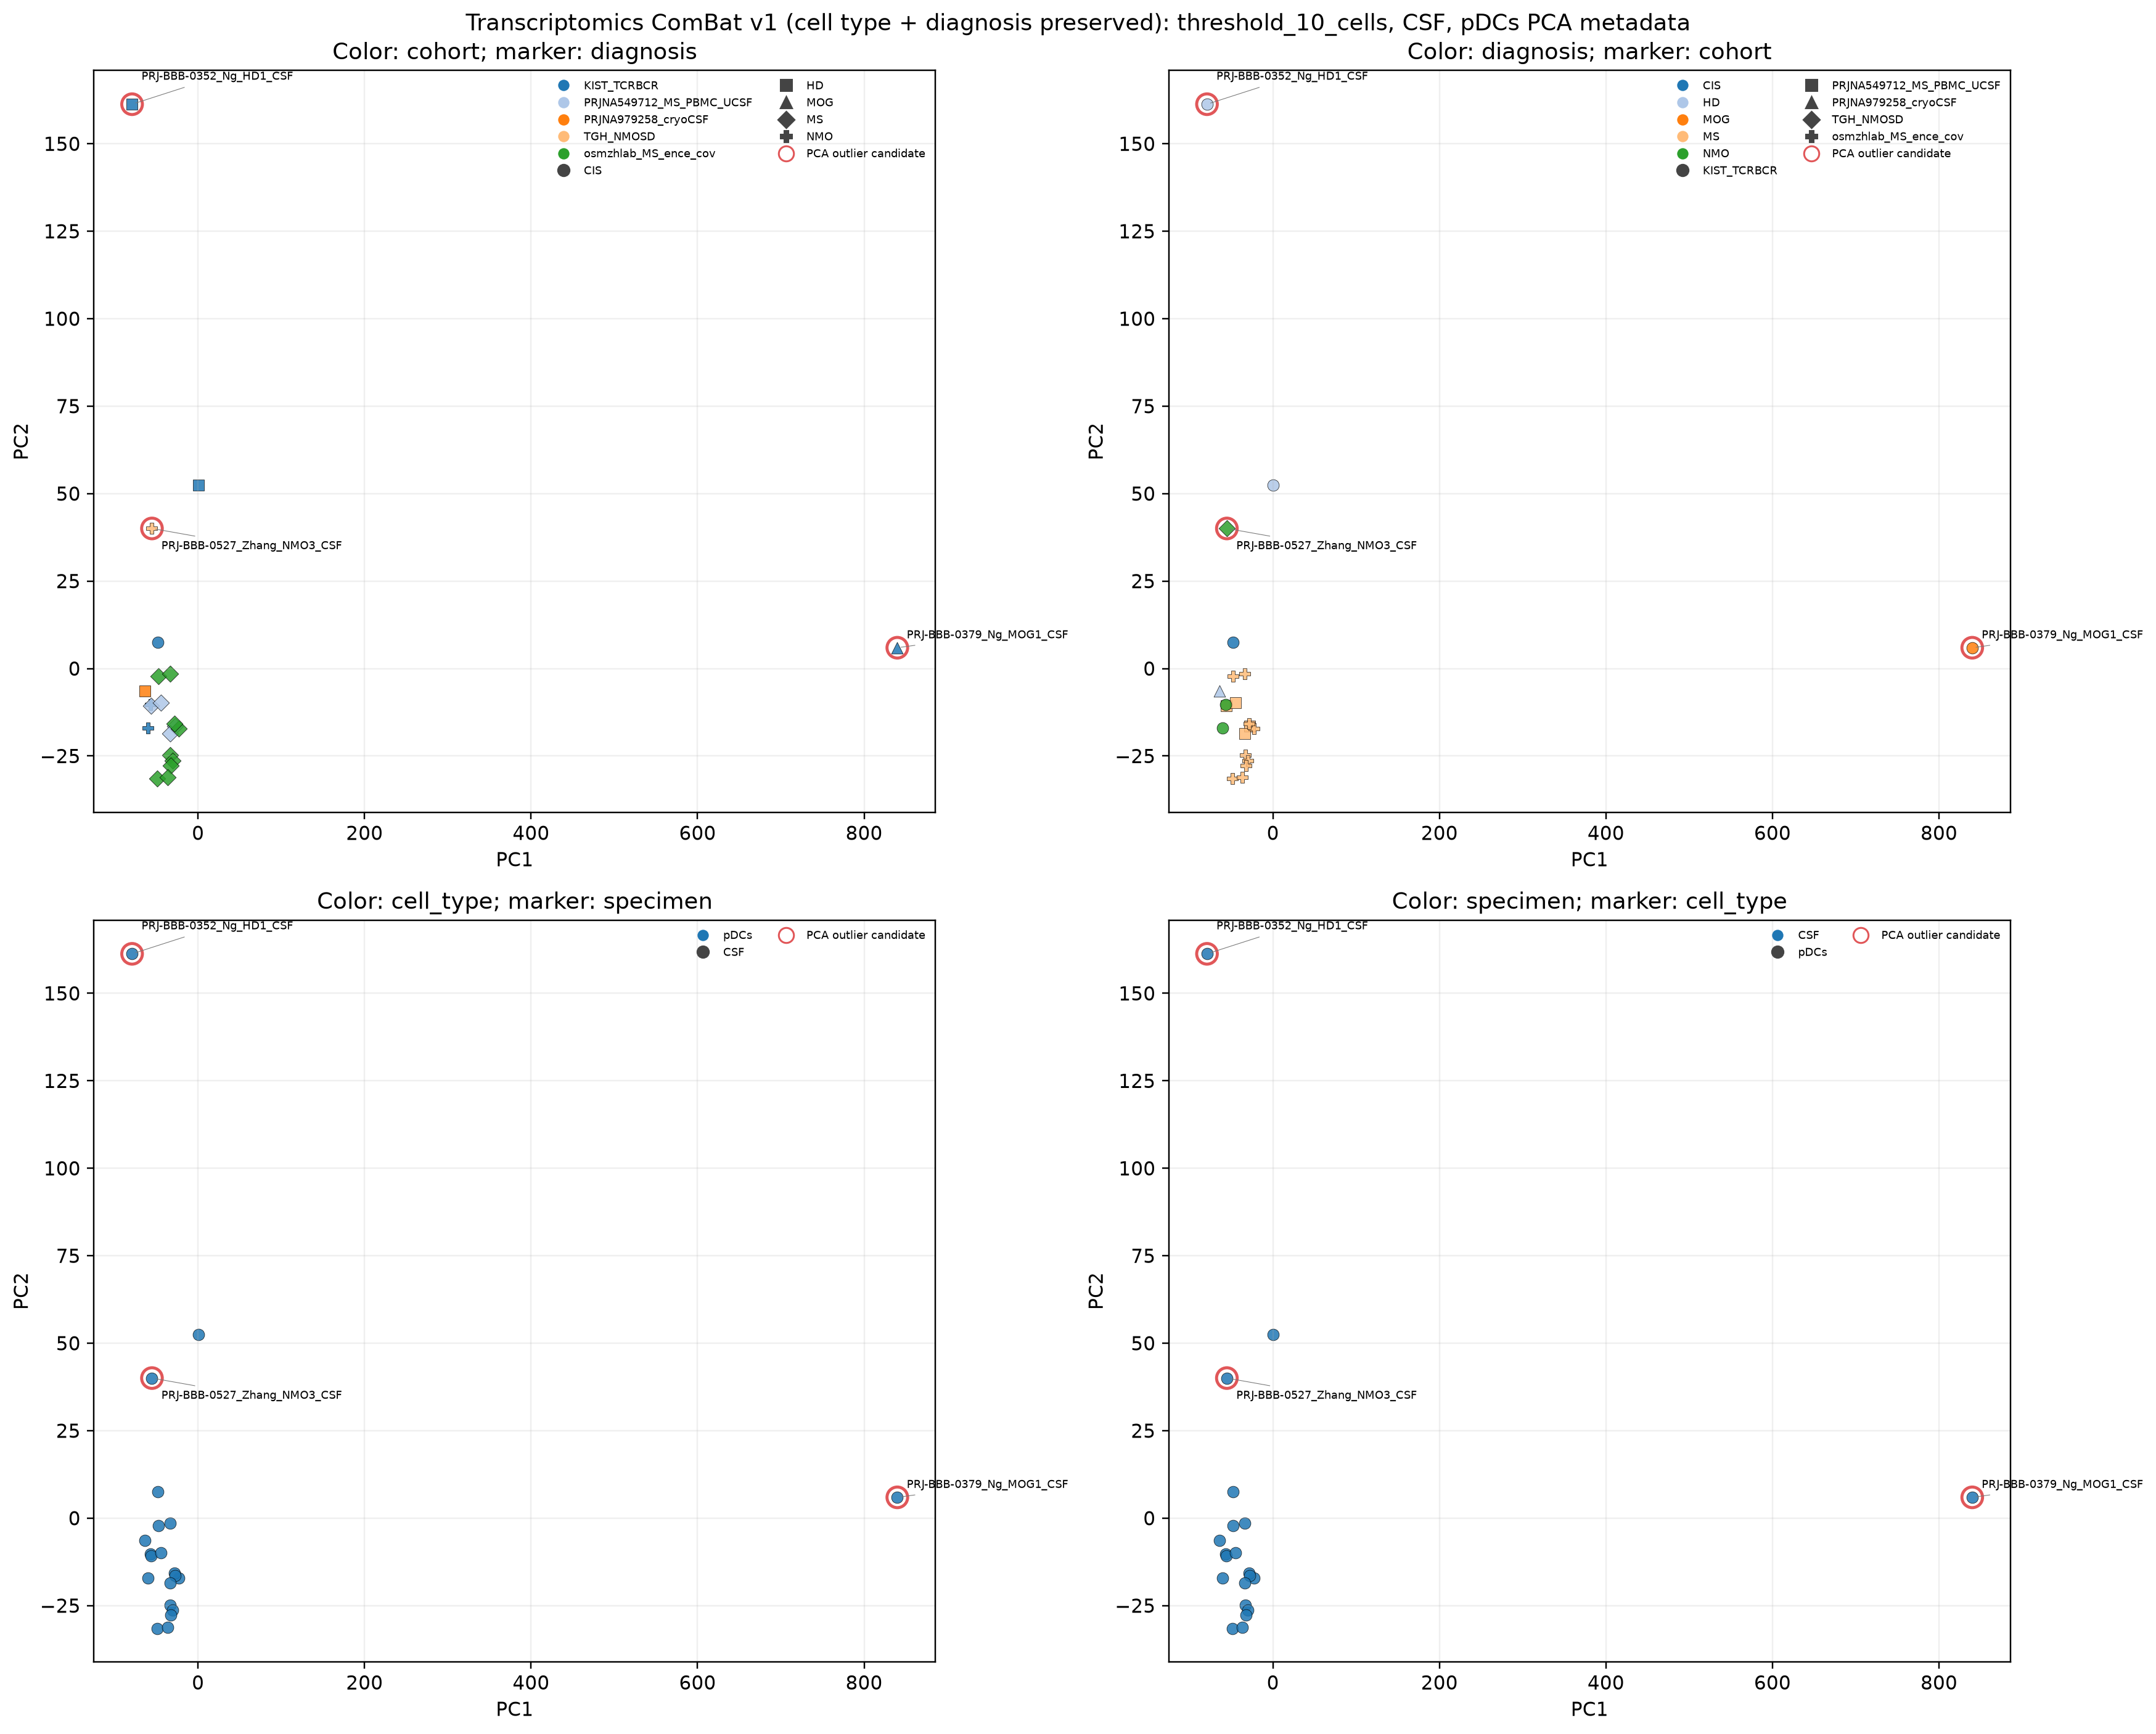 Transcriptomics ComBat v1 (cell type + diagnosis preserved): threshold_10_cells, CSF, pDCs PCA metadata
Color: cohort; marker: diagnosis
PRJ-BBB-0352_Ng_HD1_CSF
KIST_TCRBCR
PRJNA549712_MS_PBMC_UCSF
PRJNA979258_cryoCSF
TGH_NMOSD
osmzhlab_MS_ence_cov
CIS
HD
MOG
MS
NMO
PCA outlier candidate
150
125
100
75
50
25
0
−25
PC2
PRJ-BBB-0527_Zhang_NMO3_CSF
PRJ-BBB-0379_Ng_MOG1_CSF
0 200 400 600 800
PC1
Color: diagnosis; marker: cohort
PRJ-BBB-0352_Ng_HD1_CSF
CIS
HD
MOG
MS
NMO
KIST_TCRBCR
PRJNA549712_MS_PBMC_UCSF
PRJNA979258_cryoCSF
TGH_NMOSD
osmzhlab_MS_ence_cov
PCA outlier candidate
150
125
100
75
50
25
0
−25
PC2
PRJ-BBB-0527_Zhang_NMO3_CSF
PRJ-BBB-0379_Ng_MOG1_CSF
0 200 400 600 800
PC1
Color: cell_type; marker: specimen
PRJ-BBB-0352_Ng_HD1_CSF
pDCs
CSF
PCA outlier candidate
150
125
100
75
50
25
0
−25
PC2
PRJ-BBB-0527_Zhang_NMO3_CSF
PRJ-BBB-0379_Ng_MOG1_CSF
0 200 400 600 800
PC1
Color: specimen; marker: cell_type
PRJ-BBB-0352_Ng_HD1_CSF
CSF
pDCs
PCA outlier candidate
150
125
100
75
50
25
0
−25
PC2
PRJ-BBB-0527_Zhang_NMO3_CSF
PRJ-BBB-0379_Ng_MOG1_CSF
0 200 400 600 800
PC1